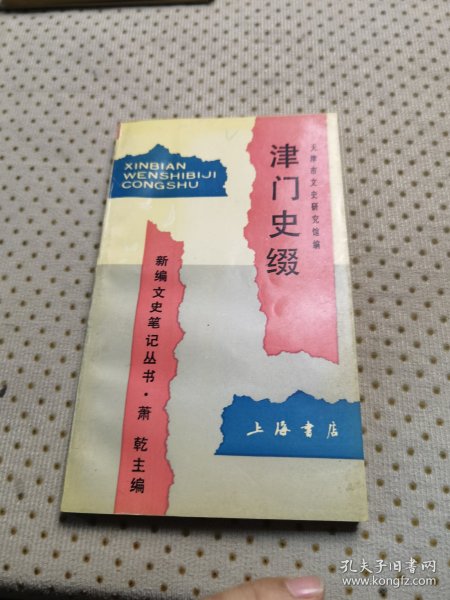 XINBIAN
WENSHIBIJI
CONGSHU
津门史缀
天津市文史研究馆编
新编文史笔记丛书·萧乾主编
上海书店
孔夫子旧书网
www.kongfz.com